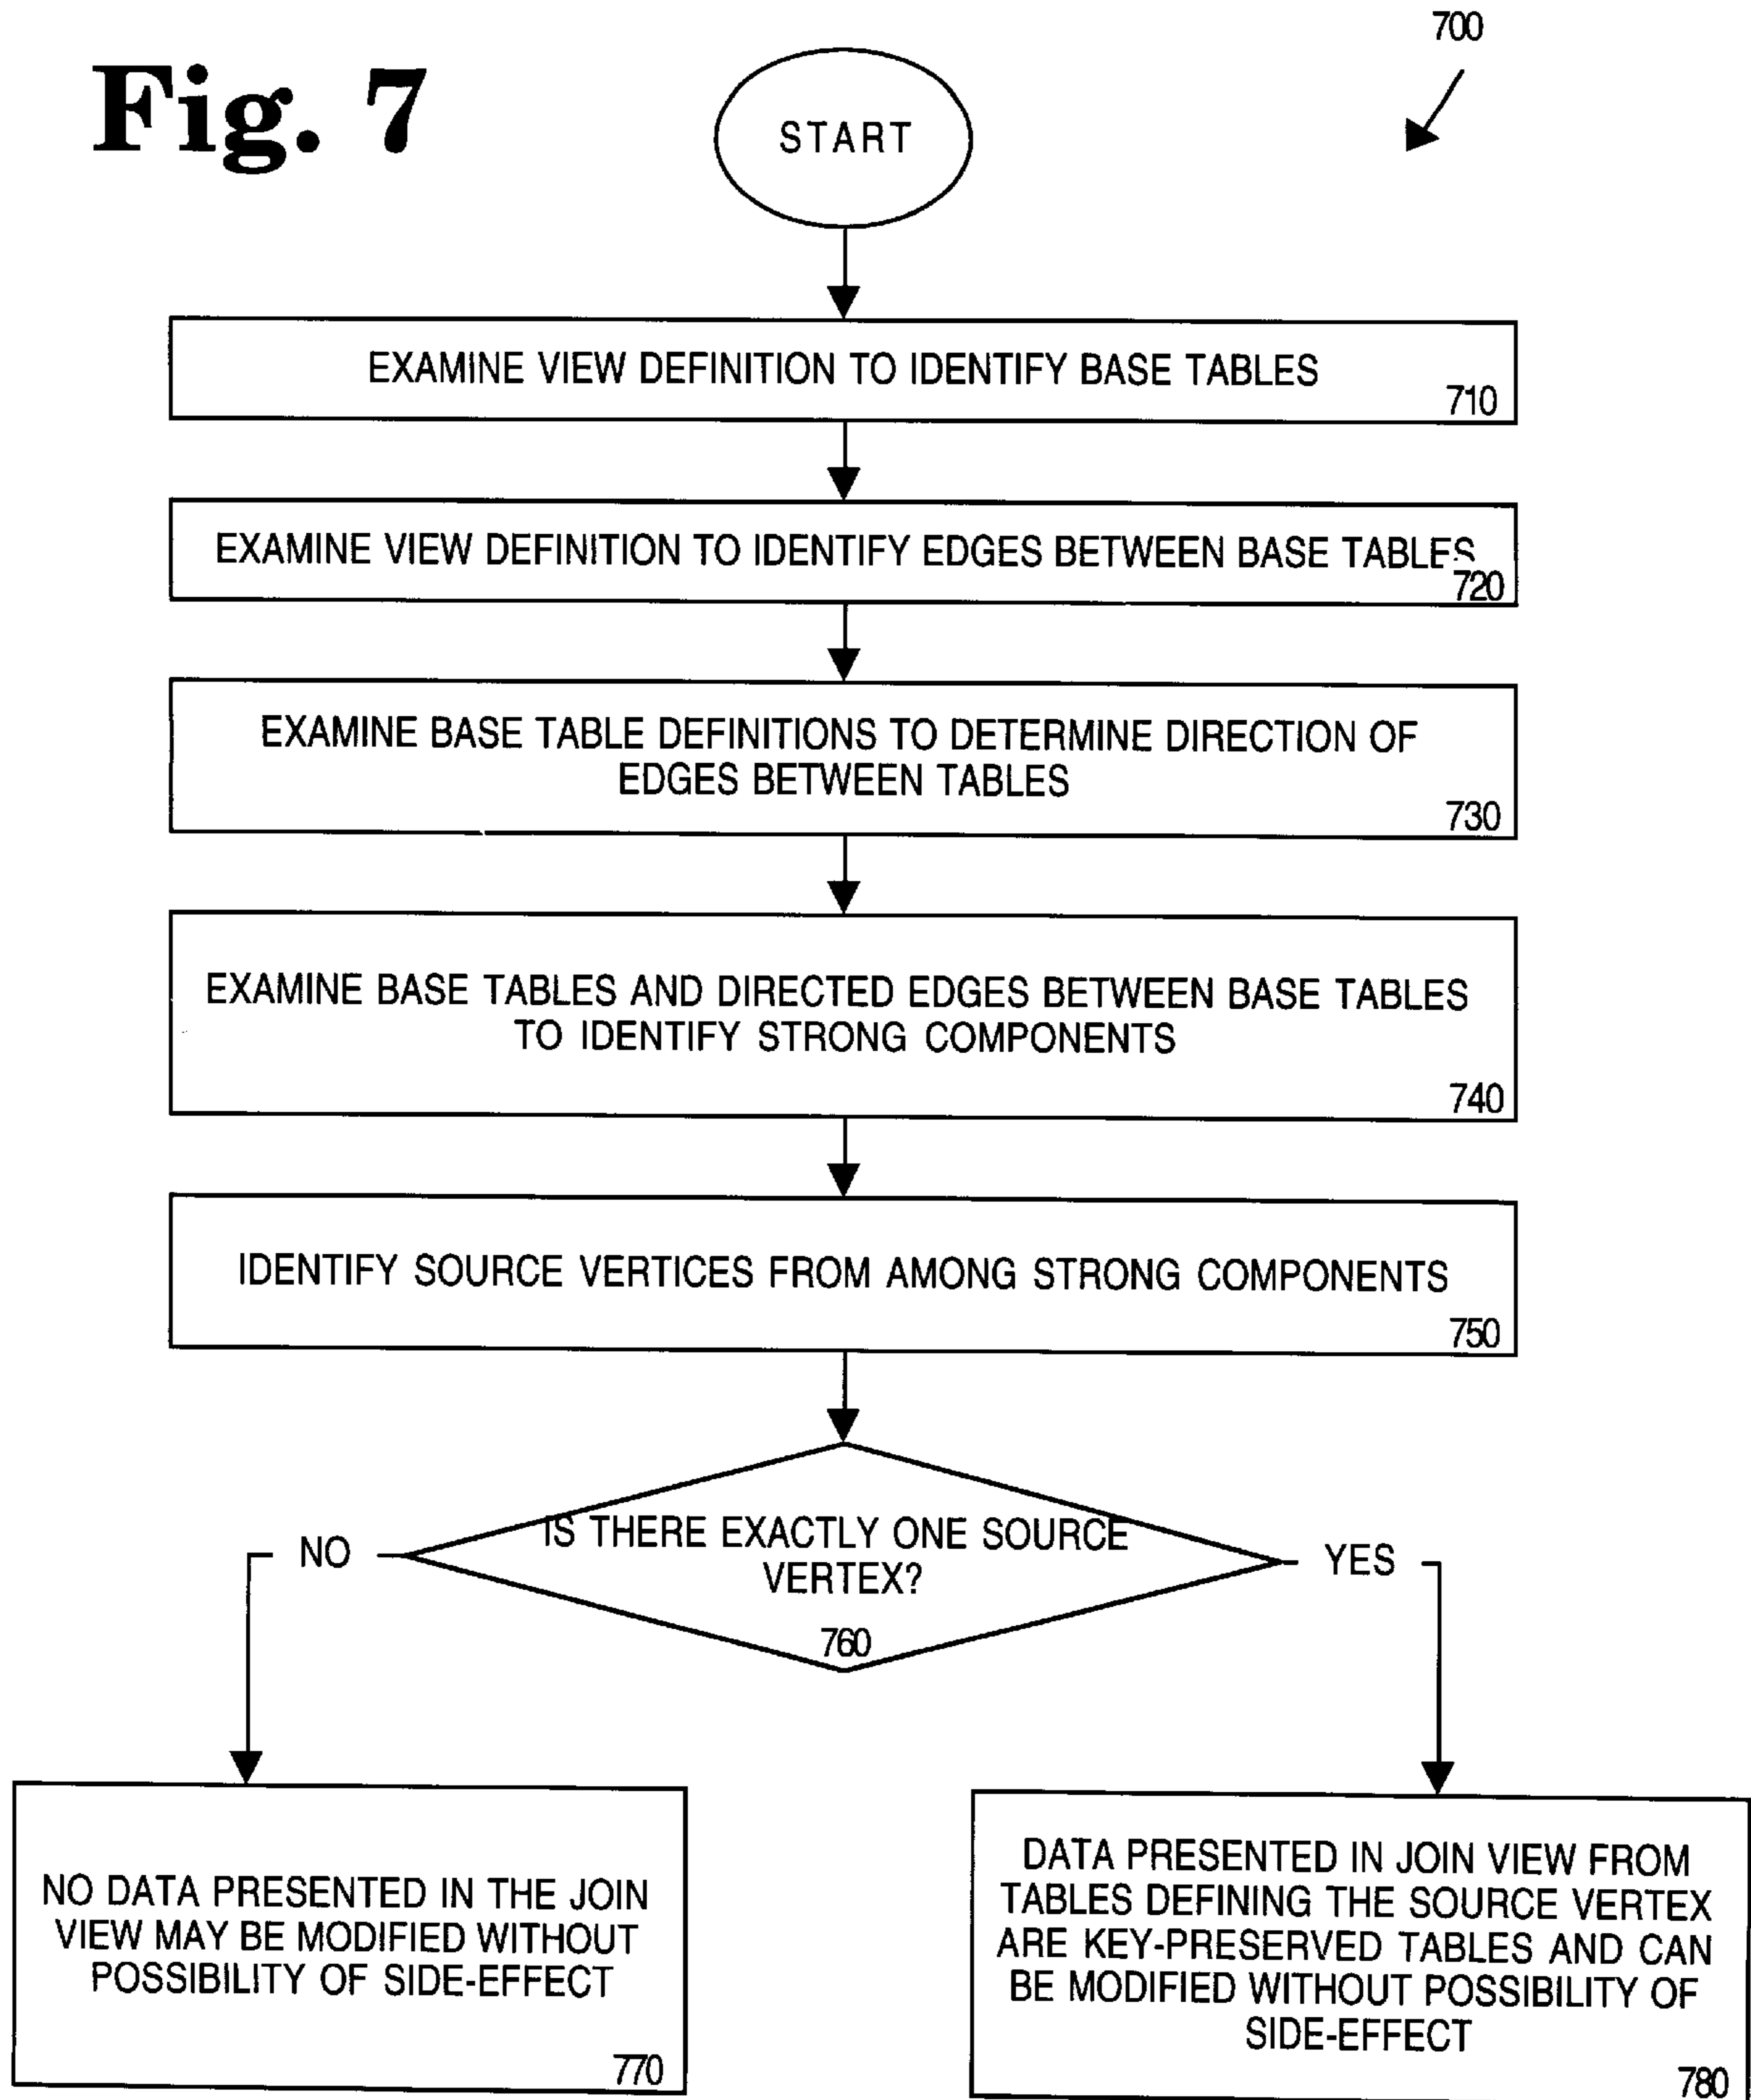 Fig. 7
700
START
EXAMINE VIEW DEFINITION TO IDENTIFY BASE TABLES
710
EXAMINE VIEW DEFINITION TO IDENTIFY EDGES BETWEEN BASE TABLES
720
EXAMINE BASE TABLE DEFINITIONS TO DETERMINE DIRECTION OF
EDGES BETWEEN TABLES
730
EXAMINE BASE TABLES AND DIRECTED EDGES BETWEEN BASE TABLES
TO IDENTIFY STRONG COMPONENTS
740
IDENTIFY SOURCE VERTICES FROM AMONG STRONG COMPONENTS
750
IS THERE EXACTLY ONE SOURCE
VERTEX?
760
NO
YES
NO DATA PRESENTED IN THE JOIN
VIEW MAY BE MODIFIED WITHOUT
POSSIBILITY OF SIDE-EFFECT
770
DATA PRESENTED IN JOIN VIEW FROM
TABLES DEFINING THE SOURCE VERTEX
ARE KEY-PRESERVED TABLES AND CAN
BE MODIFIED WITHOUT POSSIBILITY OF
SIDE-EFFECT
780